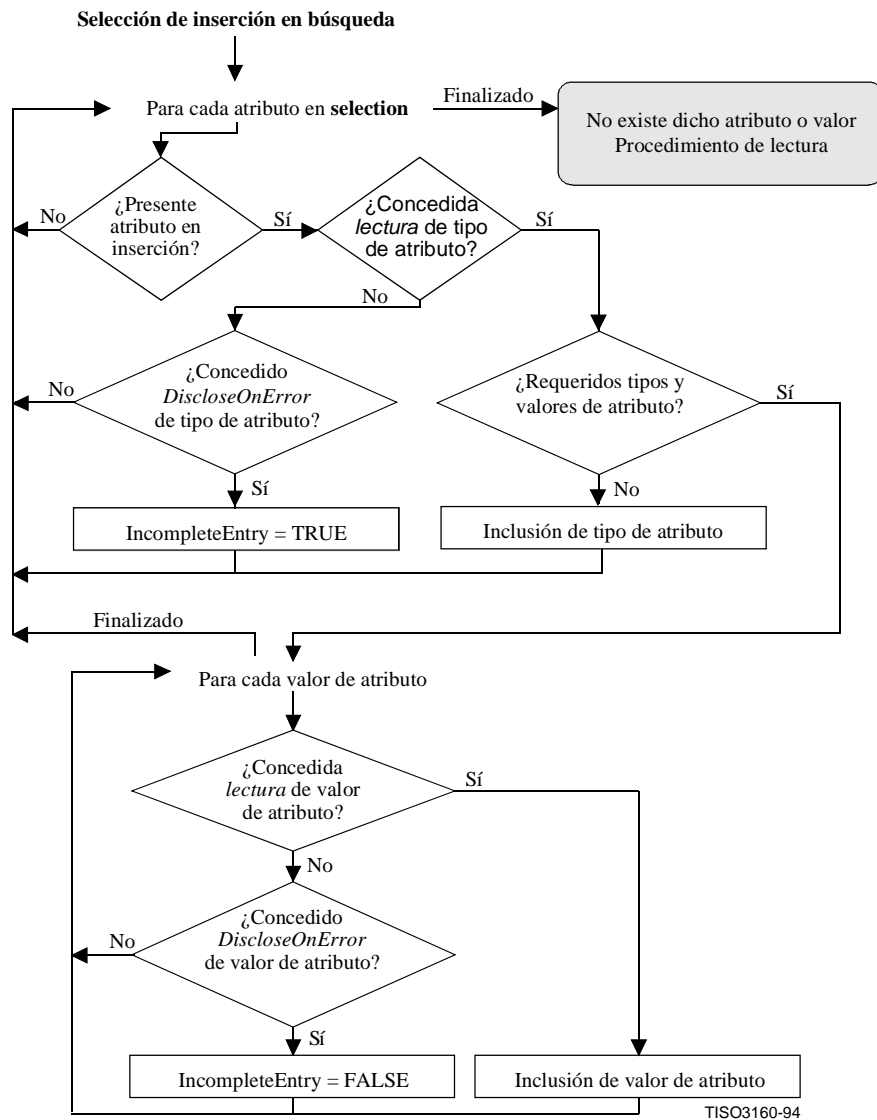 Selección de inserción en búsqueda
Para cada atributo en selection
Finalizado
No existe dicho atributo o valor
Procedimiento de lectura
No
¿Presente
atributo en
inserción?
Sí
¿Concedida
lectura de tipo
de atributo?
Sí
No
No
¿Concedido
DiscloseOnError
de tipo de atributo?
¿Requeridos tipos y
valores de atributo?
Sí
Sí
No
IncompleteEntry = TRUE
Inclusión de tipo de atributo
Finalizado
Para cada valor de atributo
¿Concedida
lectura de valor
de atributo?
Sí
No
No
¿Concedido
DiscloseOnError
de valor de atributo?
Sí
IncompleteEntry = FALSE
Inclusión de valor de atributo
TISO3160-94